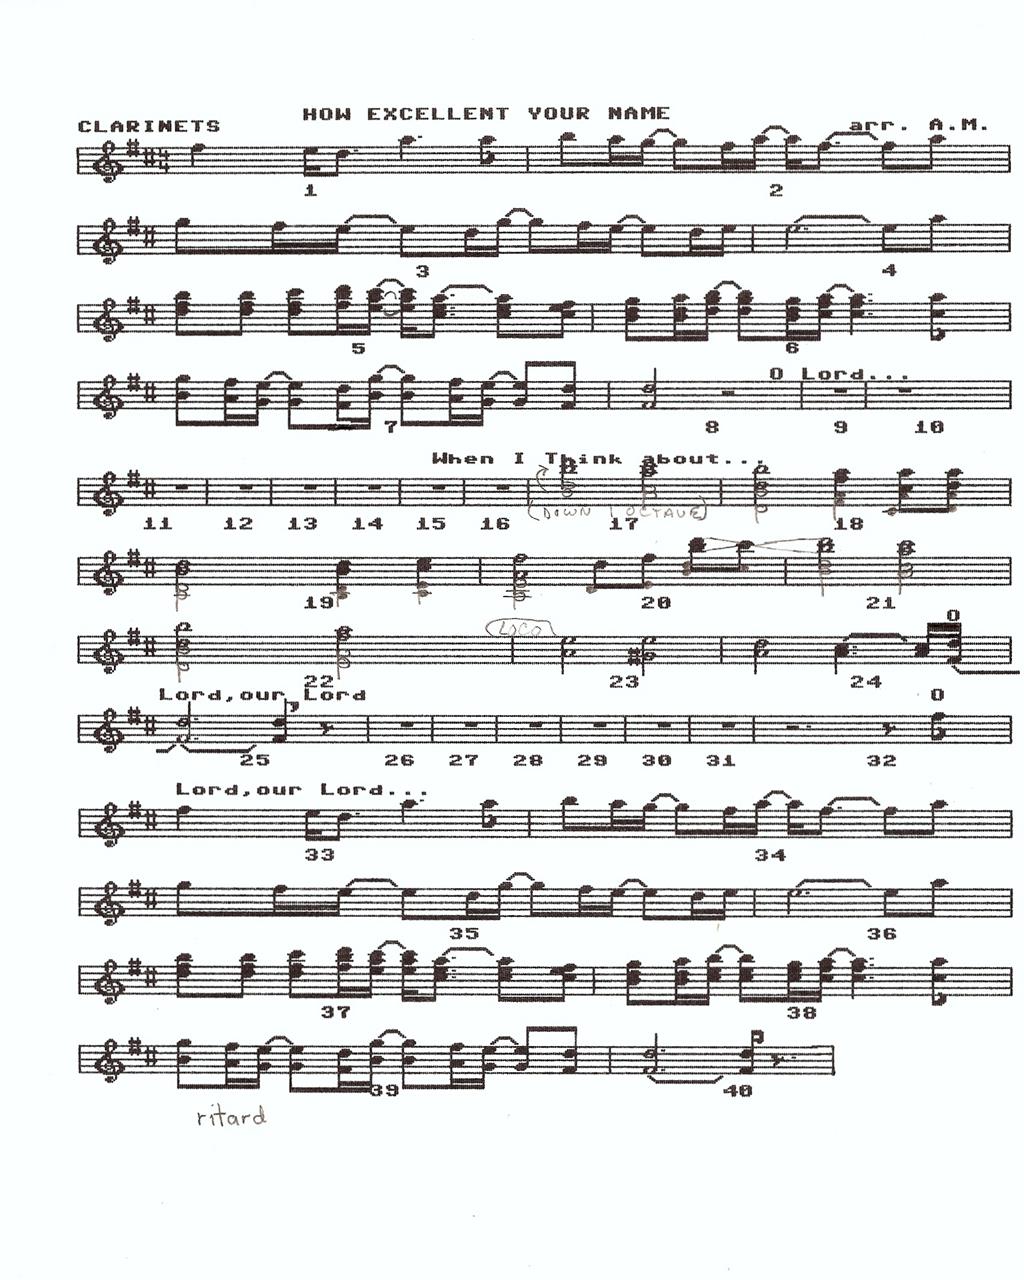 HOW EXCELLENT YOUR NAME
CLARINETS
arr. A.M.
1 2
3 4
5 6
O Lord...
7 8 9 10
When I Think about...
(DOWN 1 OCTAVE)
11 12 13 14 15 16 17 18
19 20 21
LOCO
O
22 23 24
Lord,our Lord
O
25 26 27 28 29 30 31 32
Lord,our Lord...
33 34
35 36
37 38
39 40
ritard